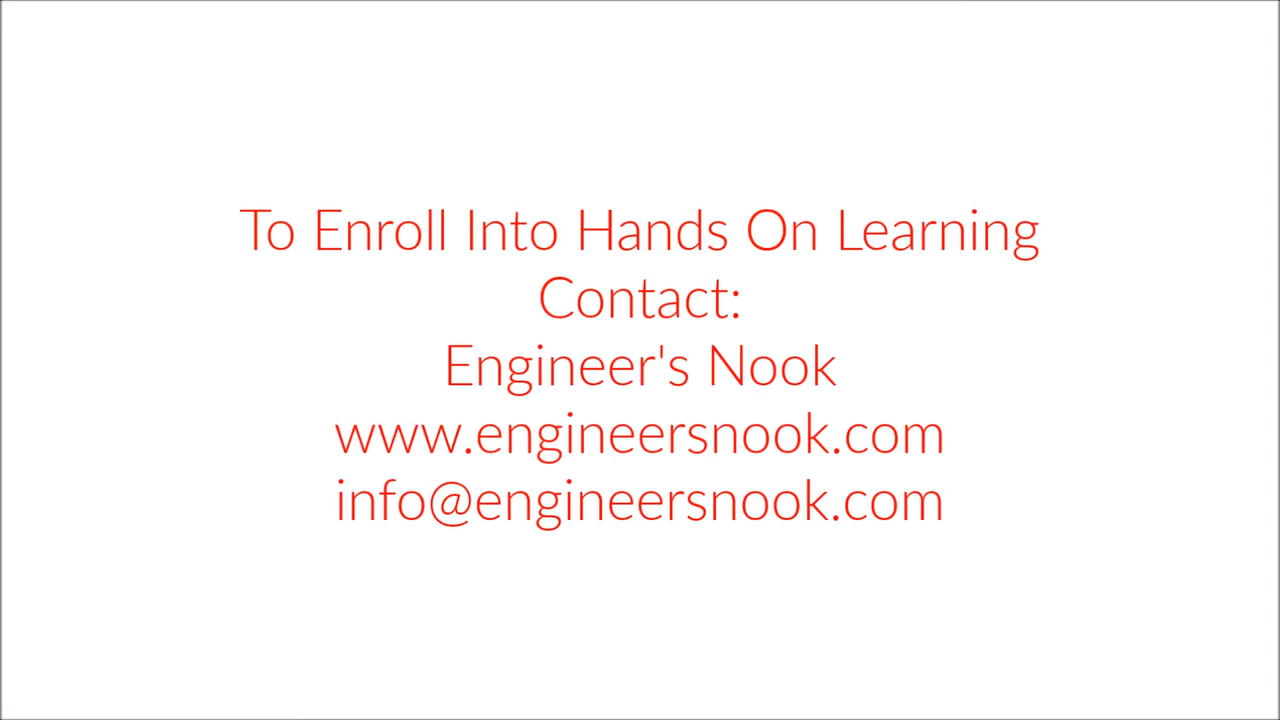 To Enroll Into Hands On Learning
Contact:
Engineer's Nook
www.engineersnook.com
info@engineersnook.com